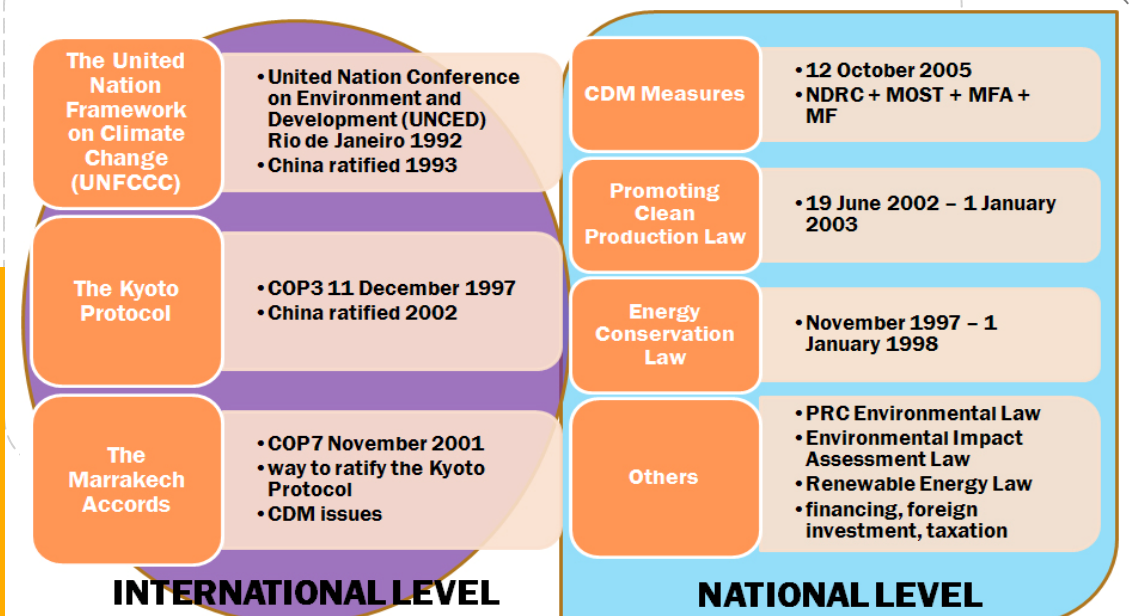 The United
Nation
Framework
on Climate
Change
(UNFCCC)
•United Nation Conference
on Environment and
Development (UNCED)
Rio de Janeiro 1992
•China ratified 1993
The Kyoto
Protocol
•COP3 11 December 1997
•China ratified 2002
The
Marrakech
Accords
•COP7 November 2001
•way to ratify the Kyoto
Protocol
•CDM issues
INTERNATIONAL LEVEL
CDM Measures
•12 October 2005
•NDRC + MOST + MFA +
MF
Promoting
Clean
Production Law
•19 June 2002 – 1 January
2003
Energy
Conservation
Law
•November 1997 – 1
January 1998
Others
•PRC Environmental Law
•Environmental Impact
Assessment Law
•Renewable Energy Law
•financing, foreign
investment, taxation
NATIONAL LEVEL